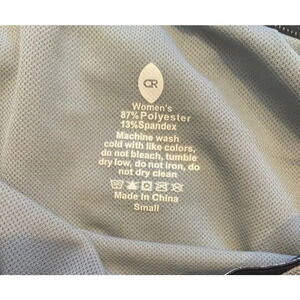 CR
Women's
87%Polyester
13%Spandex
Machine wash
cold with like colors,
do not bleach, tumble
dry low, do not iron, do
not dry clean
Made In China
Small